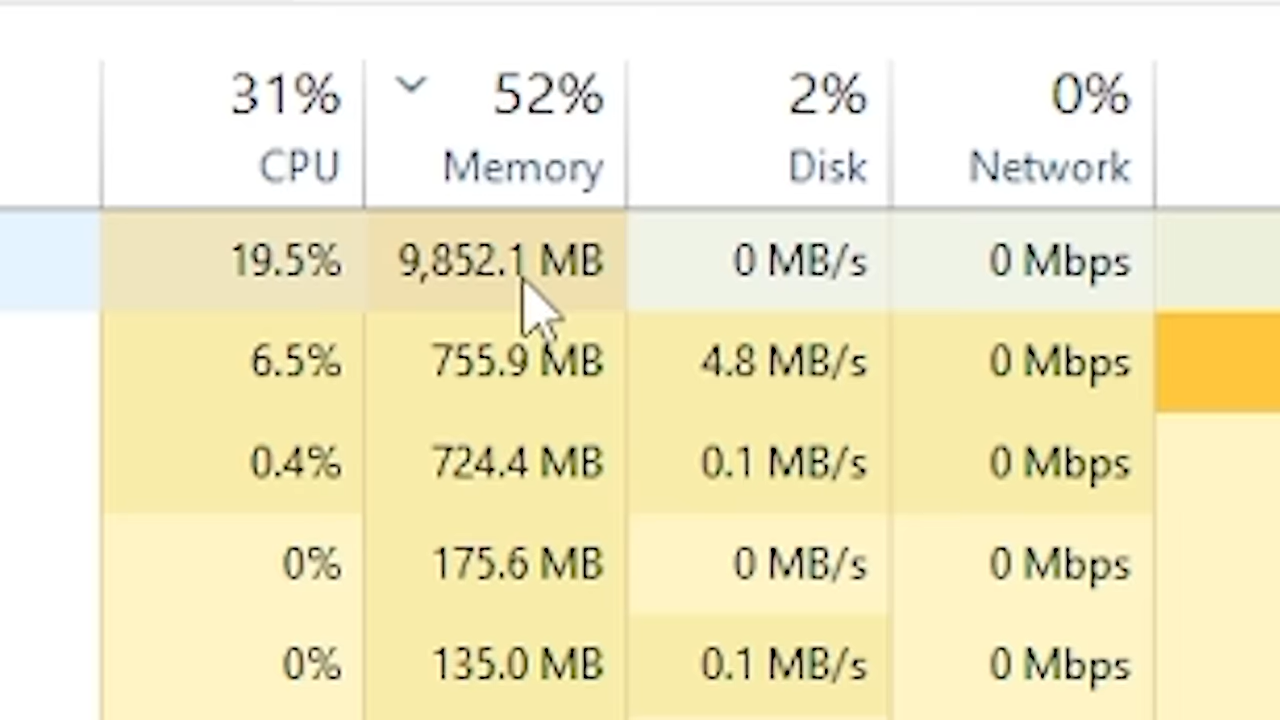 31% 52% 2% 0%
CPU Memory Disk Network
19.5% 9,852.1 MB 0 MB/s 0 Mbps
6.5% 755.9 MB 4.8 MB/s 0 Mbps
0.4% 724.4 MB 0.1 MB/s 0 Mbps
0% 175.6 MB 0 MB/s 0 Mbps
0% 135.0 MB 0.1 MB/s 0 Mbps